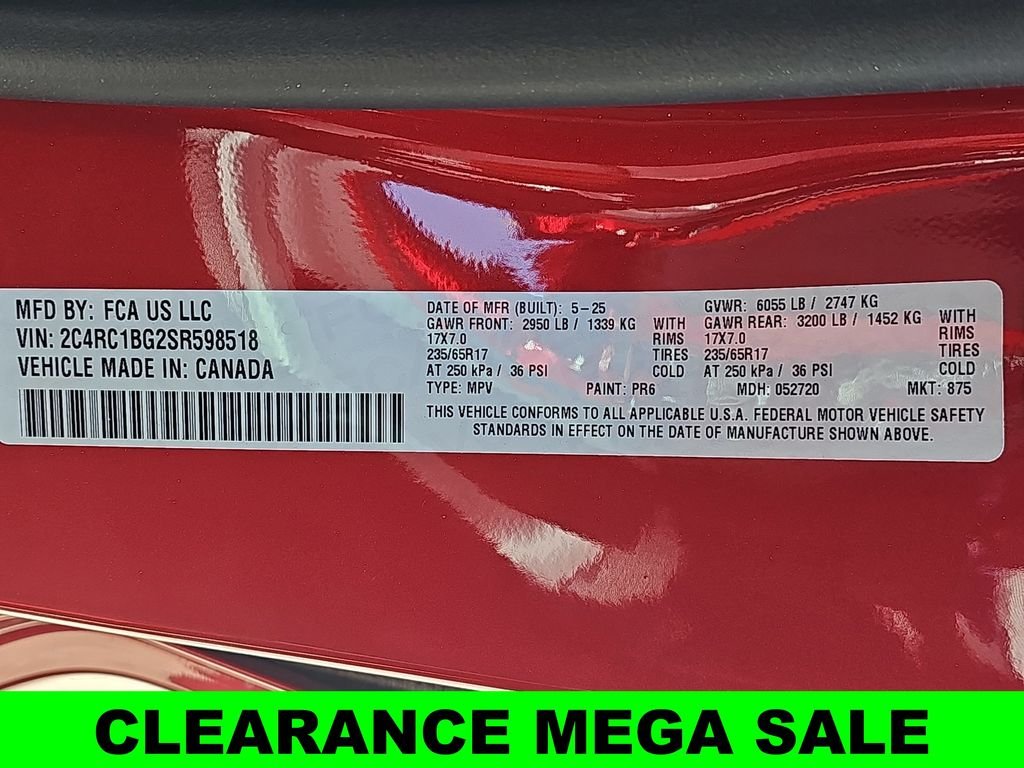 MFD BY: FCA US LLC
VIN: 2C4RC1BG2SR598518
VEHICLE MADE IN: CANADA
DATE OF MFR (BUILT): 5-25
GAWR FRONT: 2950 LB / 1339 KG WITH
17X7.0 RIMS
235/65R17 TIRES
AT 250 kPa / 36 PSI COLD
TYPE: MPV PAINT: PR6
GVWR: 6055 LB / 2747 KG
GAWR REAR: 3200 LB / 1452 KG WITH
17X7.0 RIMS
235/65R17 TIRES
AT 250 kPa / 36 PSI COLD
MDH: 052720 MKT: 875
THIS VEHICLE CONFORMS TO ALL APPLICABLE U.S.A. FEDERAL MOTOR VEHICLE SAFETY
STANDARDS IN EFFECT ON THE DATE OF MANUFACTURE SHOWN ABOVE.
CLEARANCE MEGA SALE